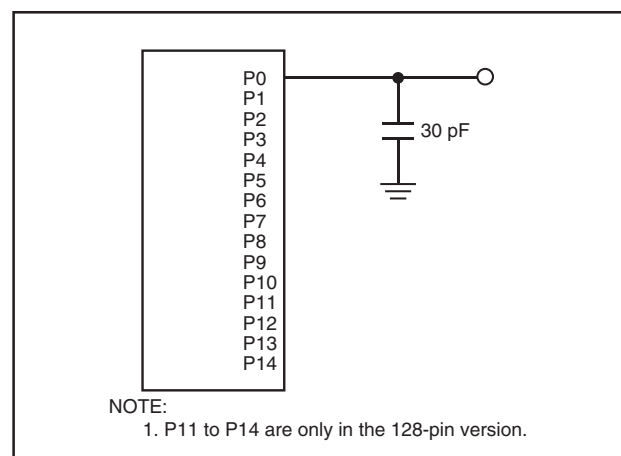 P0
P1
P2
P3
P4
P5
P6
P7
P8
P9
P10
P11
P12
P13
P14
30 pF
NOTE:
1. P11 to P14 are only in the 128-pin version.